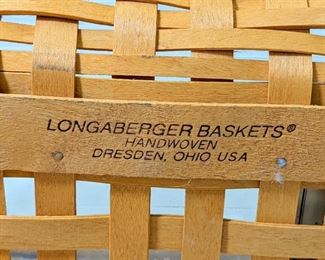 LONGABERGER BASKETS®
HANDWOVEN
DRESDEN, OHIO USA